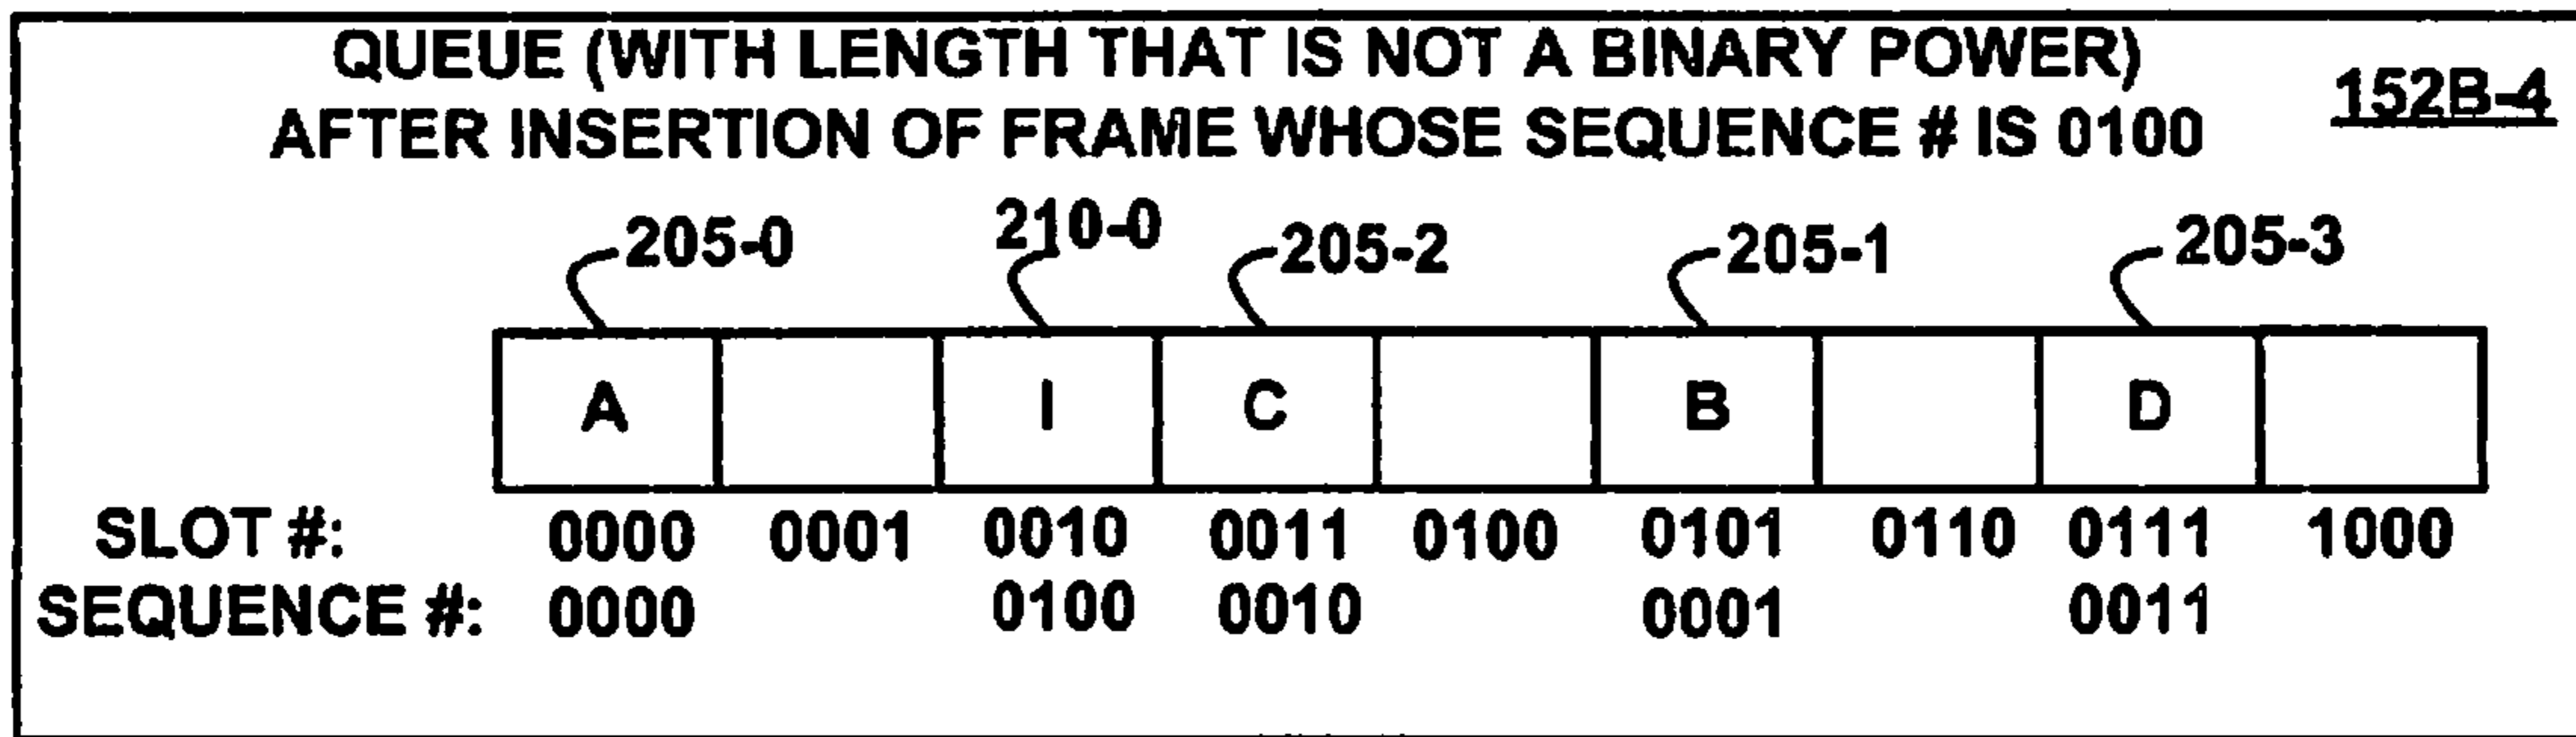 QUEUE (WITH LENGTH THAT IS NOT A BINARY POWER)
AFTER INSERTION OF FRAME WHOSE SEQUENCE # IS 0100
152B-4
205-0 210-0 205-2 205-1 205-3
A I C B D
SLOT #: 0000 0001 0010 0011 0100 0101 0110 0111 1000
SEQUENCE #: 0000 0100 0010 0001 0011